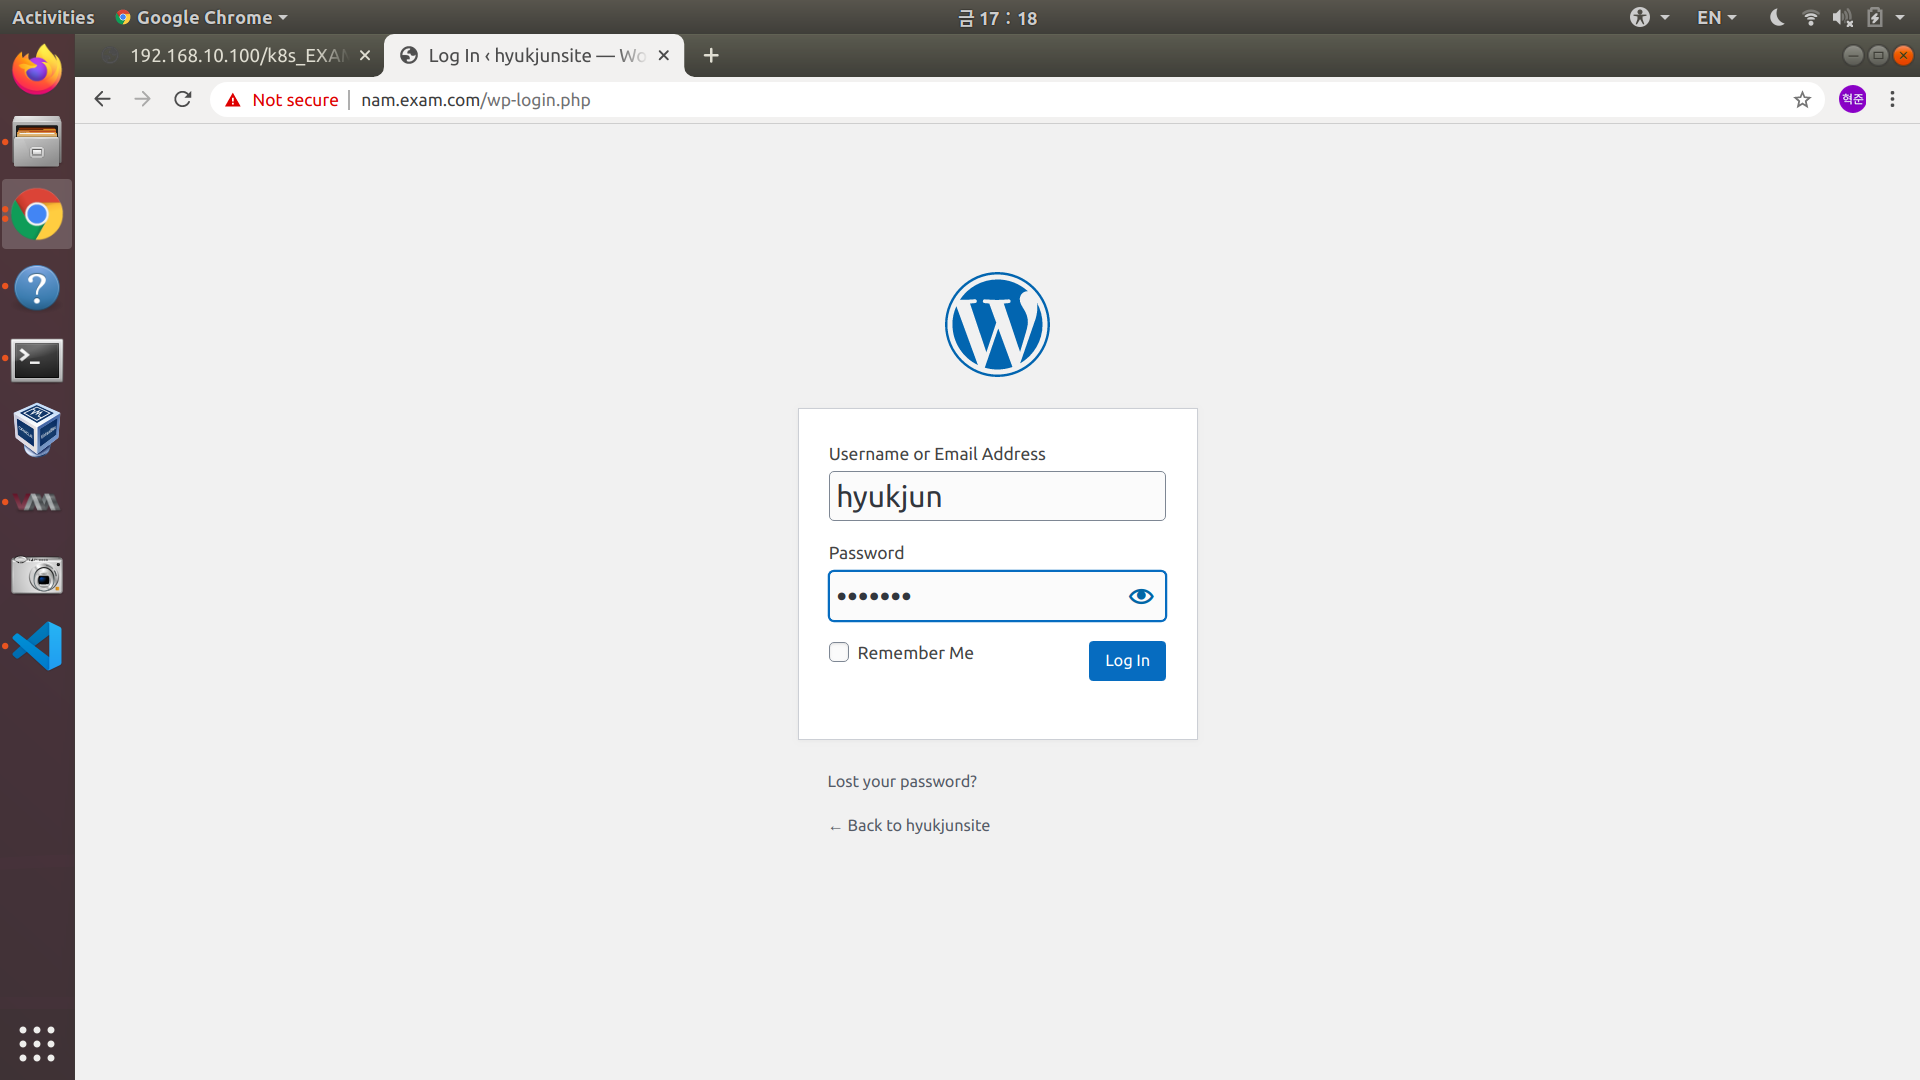 Activities Google Chrome 금 17 : 18 EN
192.168.10.100/k8s_EXA Log In ‹ hyukjunsite — Wo
Not secure nam.exam.com/wp-login.php 혁준
Username or Email Address
hyukjun
Password
•••••••
Remember Me Log In
Lost your password?
← Back to hyukjunsite